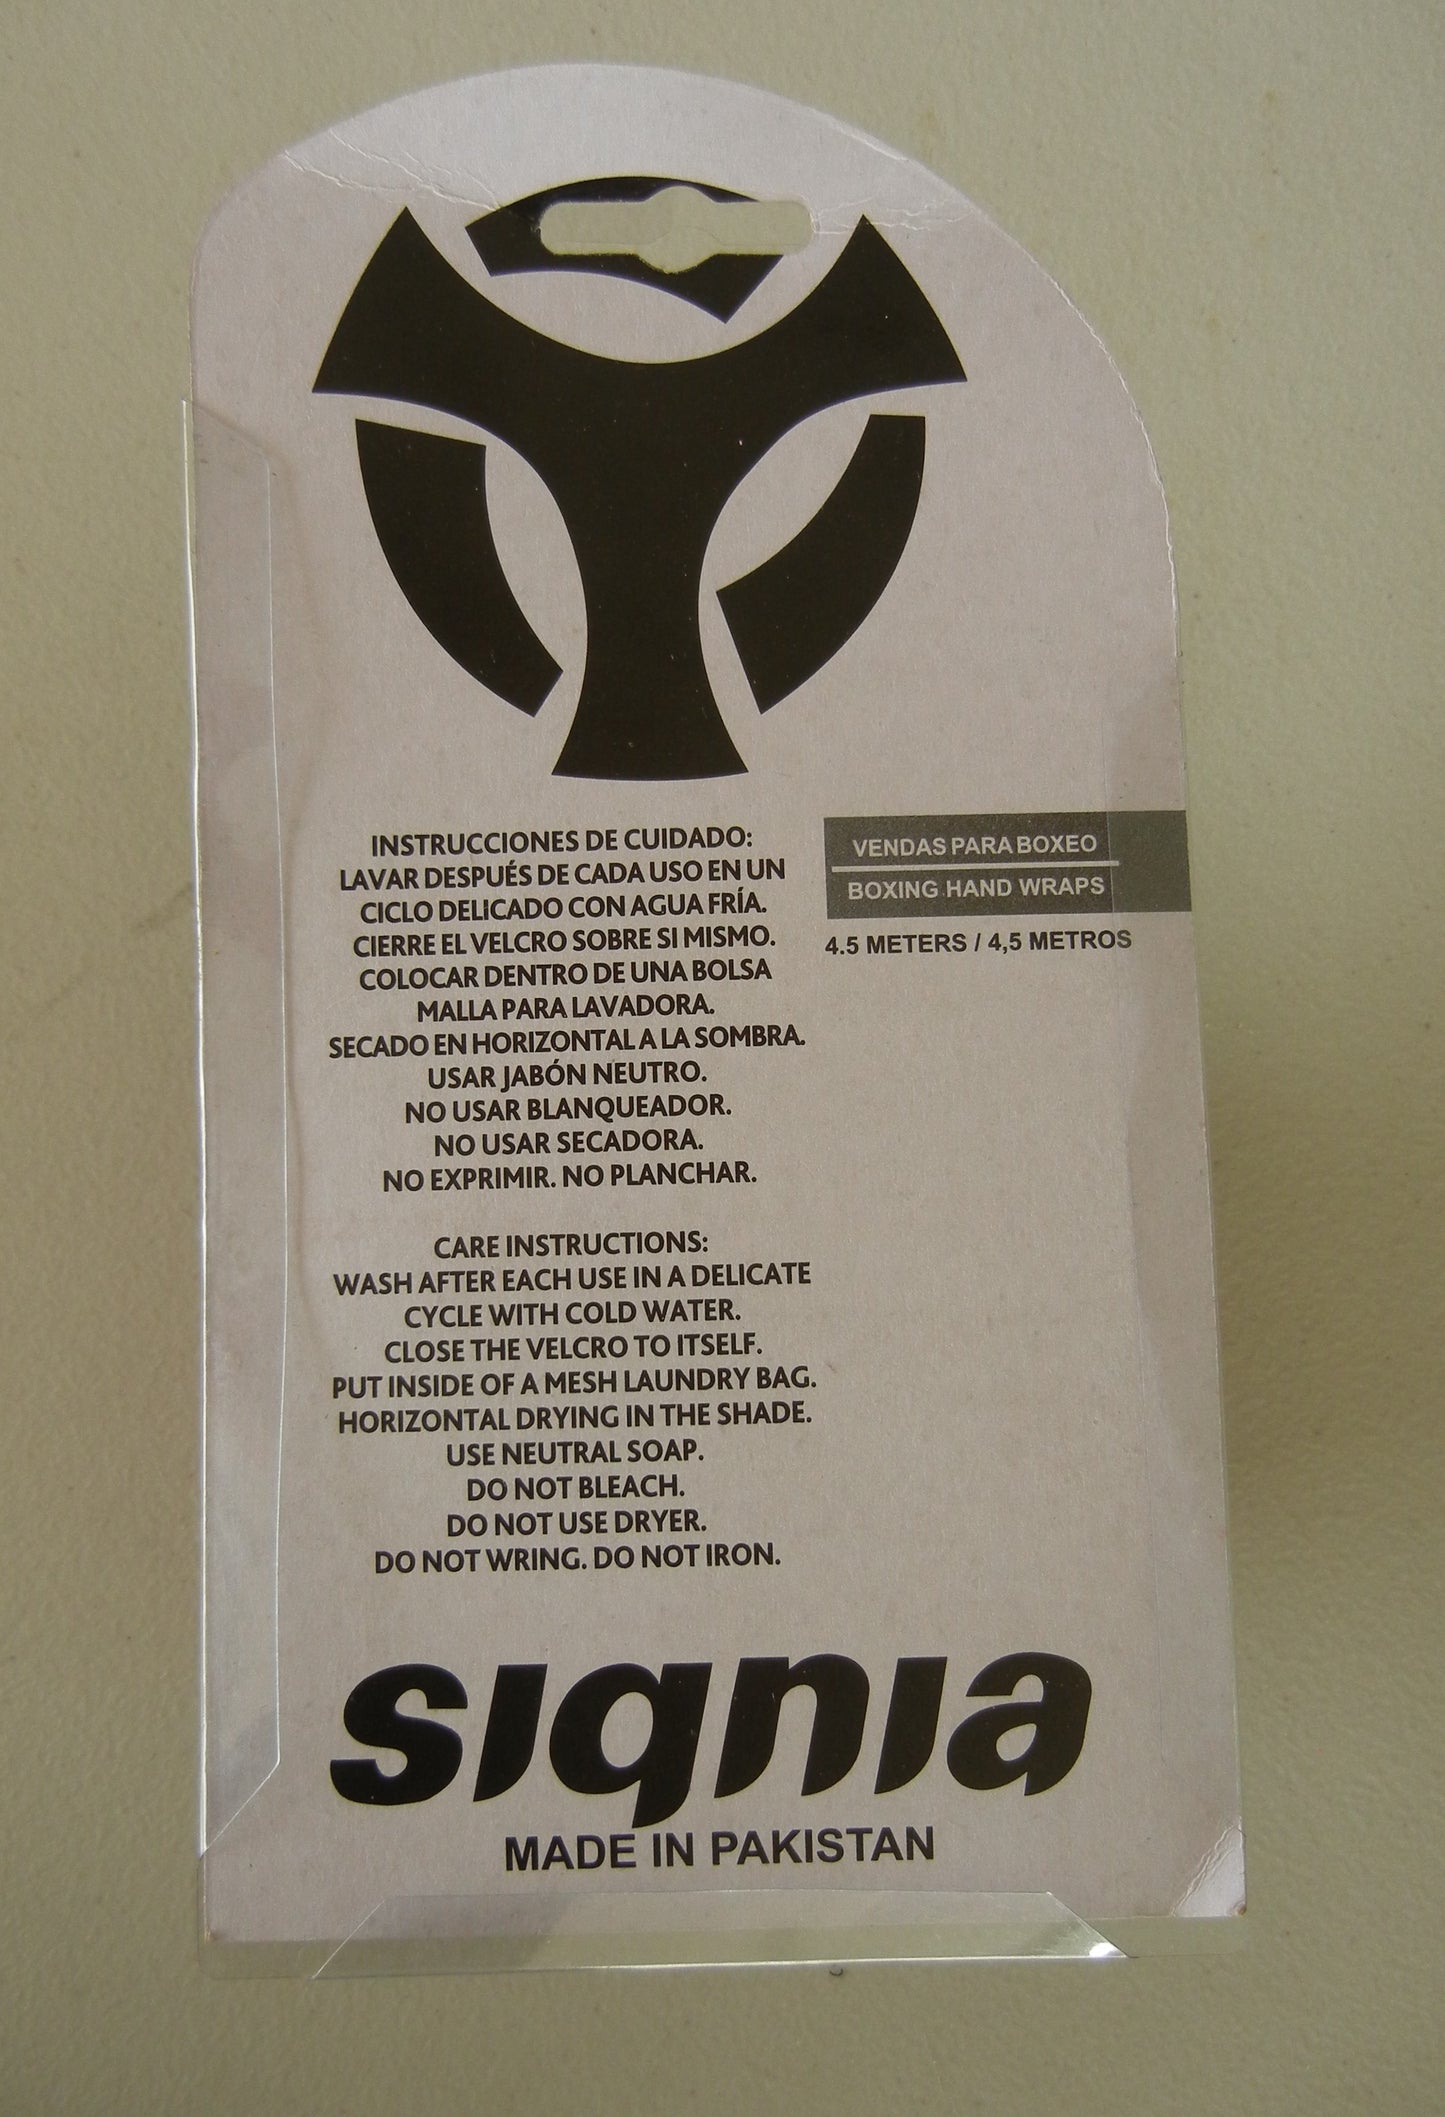 INSTRUCCIONES DE CUIDADO:
LAVAR DESPUÉS DE CADA USO EN UN
CICLO DELICADO CON AGUA FRÍA.
CIERRE EL VELCRO SOBRE SI MISMO.
COLOCAR DENTRO DE UNA BOLSA
MALLA PARA LAVADORA.
SECADO EN HORIZONTAL A LA SOMBRA.
USAR JABÓN NEUTRO.
NO USAR BLANQUEADOR.
NO USAR SECADORA.
NO EXPRIMIR. NO PLANCHAR.
CARE INSTRUCTIONS:
WASH AFTER EACH USE IN A DELICATE
CYCLE WITH COLD WATER.
CLOSE THE VELCRO TO ITSELF.
PUT INSIDE OF A MESH LAUNDRY BAG.
HORIZONTAL DRYING IN THE SHADE.
USE NEUTRAL SOAP.
DO NOT BLEACH.
DO NOT USE DRYER.
DO NOT WRING. DO NOT IRON.
VENDAS PARA BOXEO
BOXING HAND WRAPS
4.5 METERS / 4,5 METROS
signia
MADE IN PAKISTAN